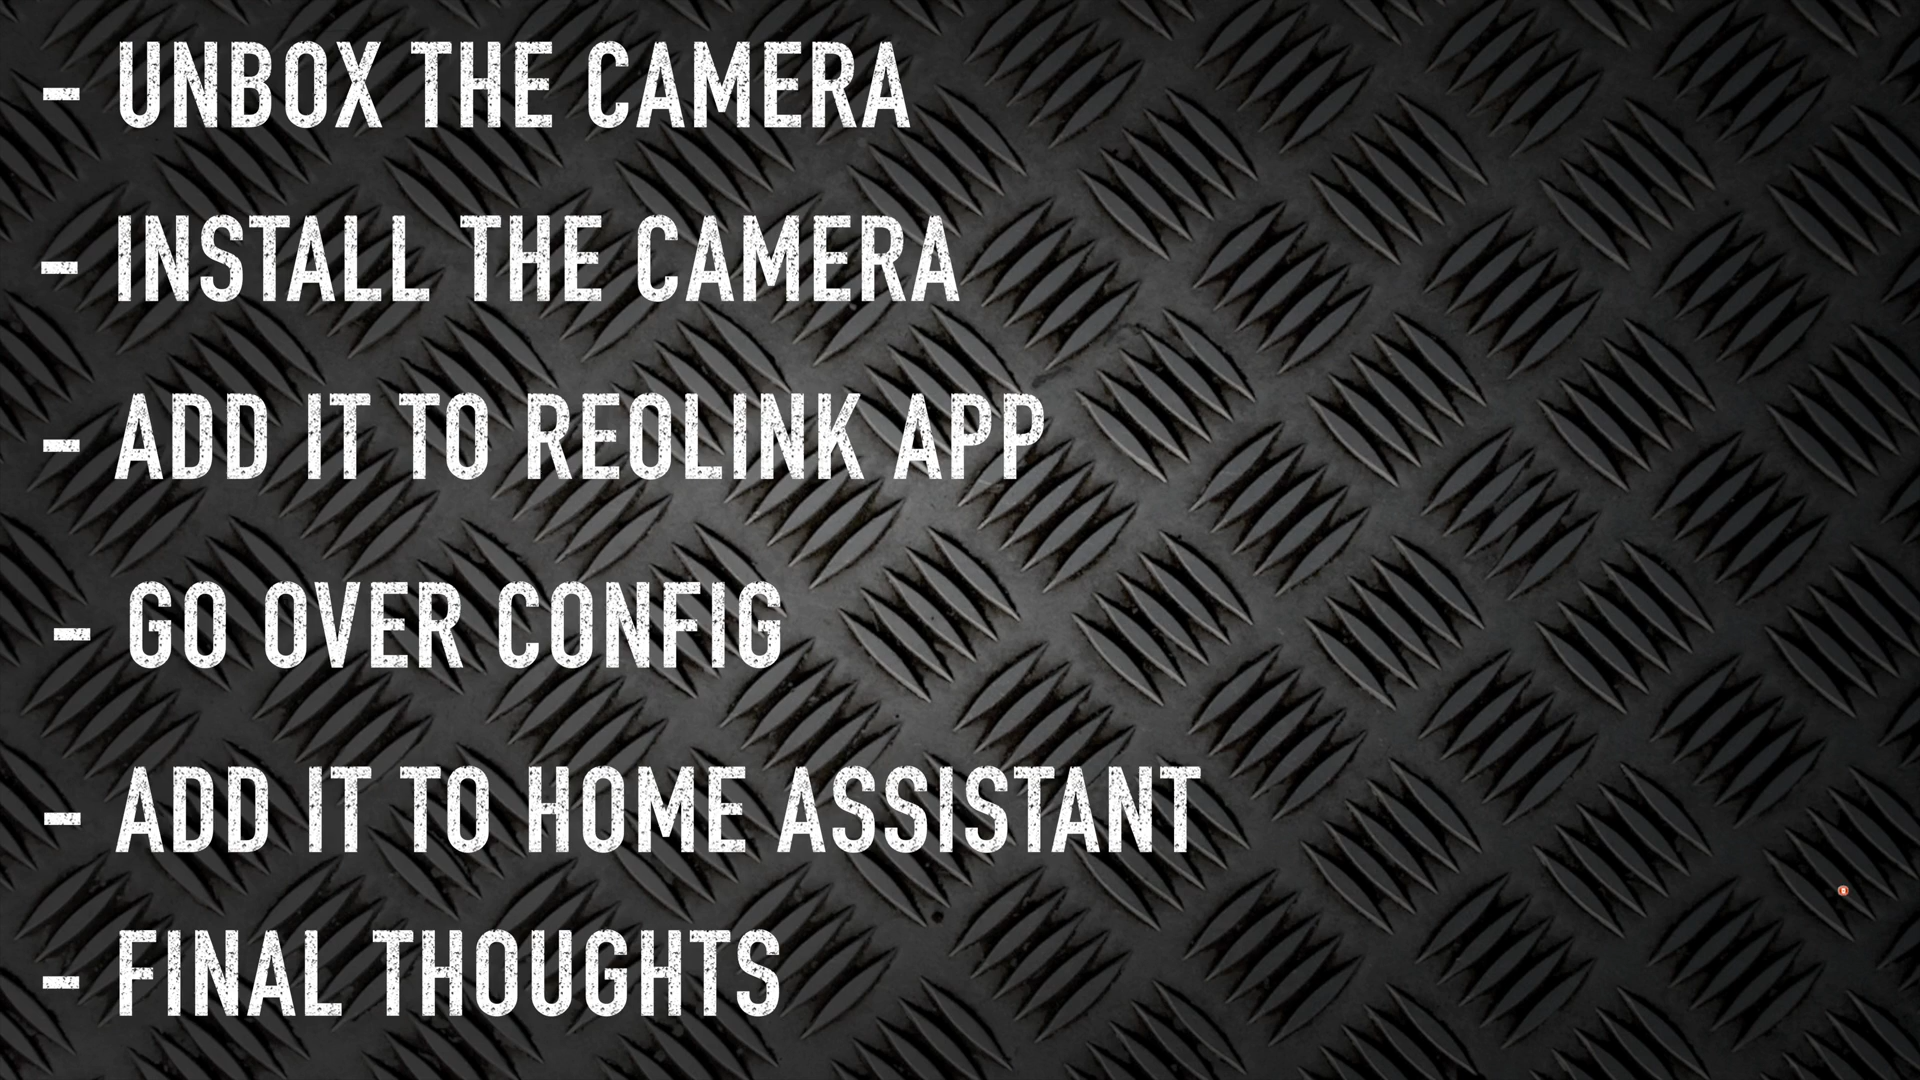 - UNBOX THE CAMERA
- INSTALL THE CAMERA
- ADD IT TO REOLINK APP
- GO OVER CONFIG
- ADD IT TO HOME ASSISTANT
- FINAL THOUGHTS